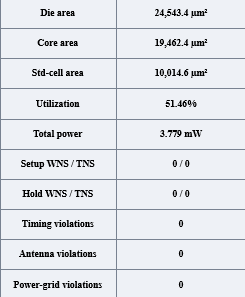 Die area 24,543.4 µm²
Core area 19,462.4 µm²
Std-cell area 10,014.6 µm²
Utilization 51.46%
Total power 3.779 mW
Setup WNS / TNS 0 / 0
Hold WNS / TNS 0 / 0
Timing violations 0
Antenna violations 0
Power-grid violations 0